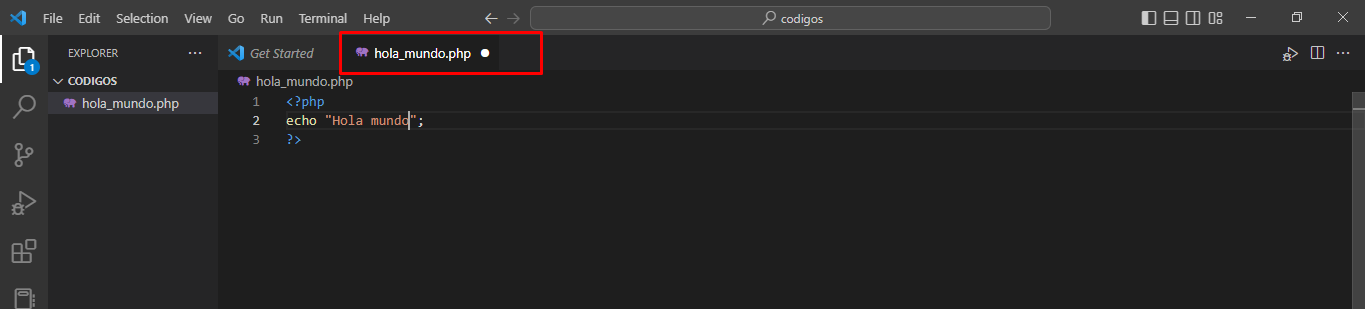 File Edit Selection View Go Run Terminal Help codigos
EXPLORER ··· Get Started hola_mundo.php
CODIGOS hola_mundo.php
hola_mundo.php 1 <?php
2 echo "Hola mundo";
3 ?>
1